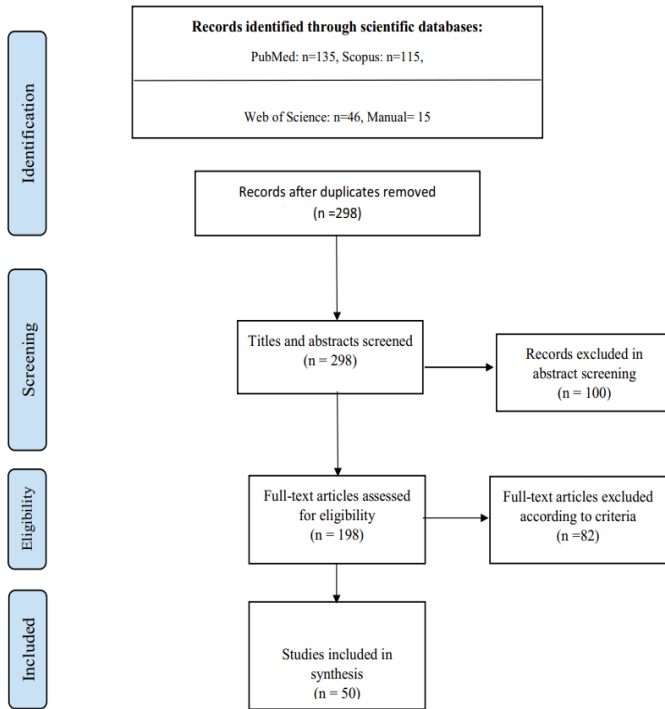 Records identified through scientific databases:
PubMed: n=135, Scopus: n=115,
Web of Science: n=46, Manual= 15
Identification
Records after duplicates removed
(n =298)
Screening
Titles and abstracts screened
(n = 298)
Records excluded in
abstract screening
(n = 100)
Eligibility
Full-text articles assessed
for eligibility
(n = 198)
Full-text articles excluded
according to criteria
(n =82)
Included
Studies included in
synthesis
(n = 50)